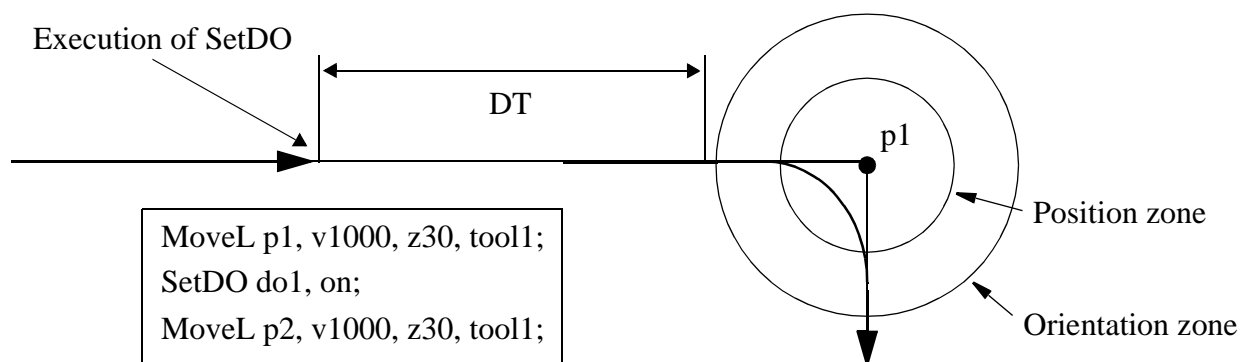 Execution of SetDO
DT
p1
Position zone
MoveL p1, v1000, z30, tool1;
SetDO do1, on;
MoveL p2, v1000, z30, tool1;
Orientation zone